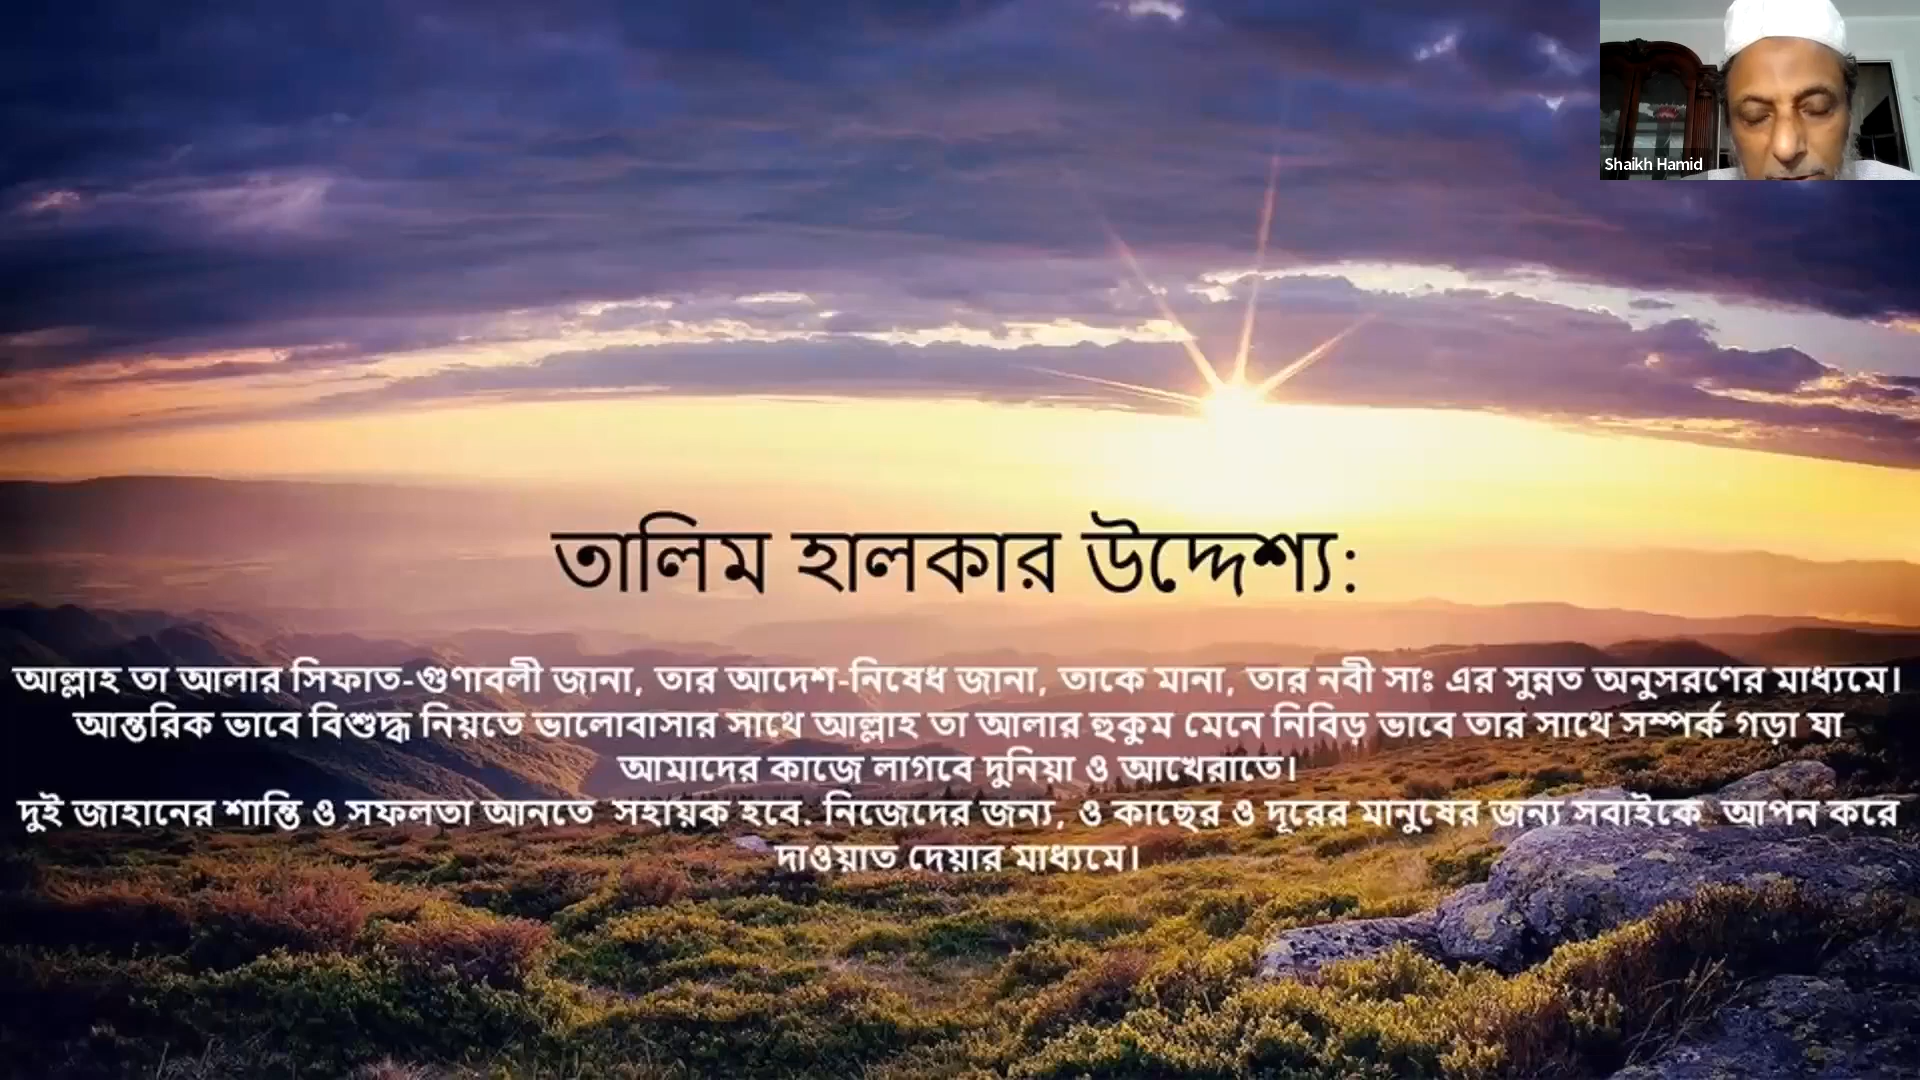 Shaikh Hamid
তালিম হালকার উদ্দেশ্য:
আল্লাহ তা আলার সিফাত-গুণাবলী জানা, তার আদেশ-নিষেধ জানা, তাকে মানা, তার নবী সাঃ এর সুন্নত অনুসরণের মাধ্যমে।
আন্তরিক ভাবে বিশুদ্ধ নিয়তে ভালোবাসার সাথে আল্লাহ তা আলার হুকুম মেনে নিবিড় ভাবে তার সাথে সম্পর্ক গড়া যা
আমাদের কাজে লাগবে দুনিয়া ও আখেরাতে।
দুই জাহানের শান্তি ও সফলতা আনতে সহায়ক হবে. নিজেদের জন্য, ও কাছের ও দূরের মানুষের জন্য সবাইকে আপন করে
দাওয়াত দেয়ার মাধ্যমে।